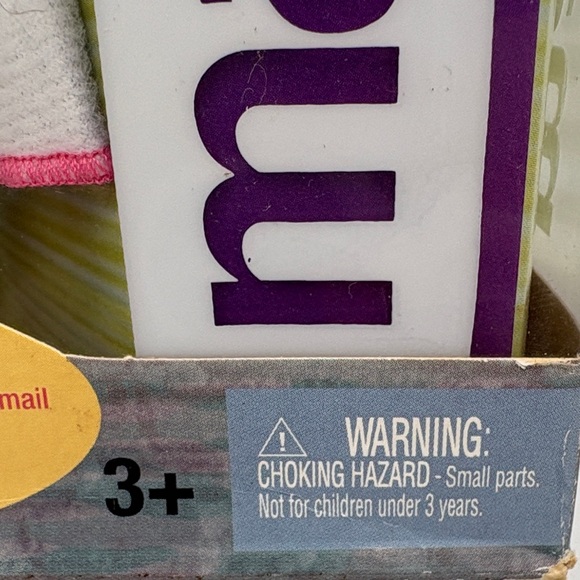 m
mail
3+
WARNING:
CHOKING HAZARD - Small parts.
Not for children under 3 years.